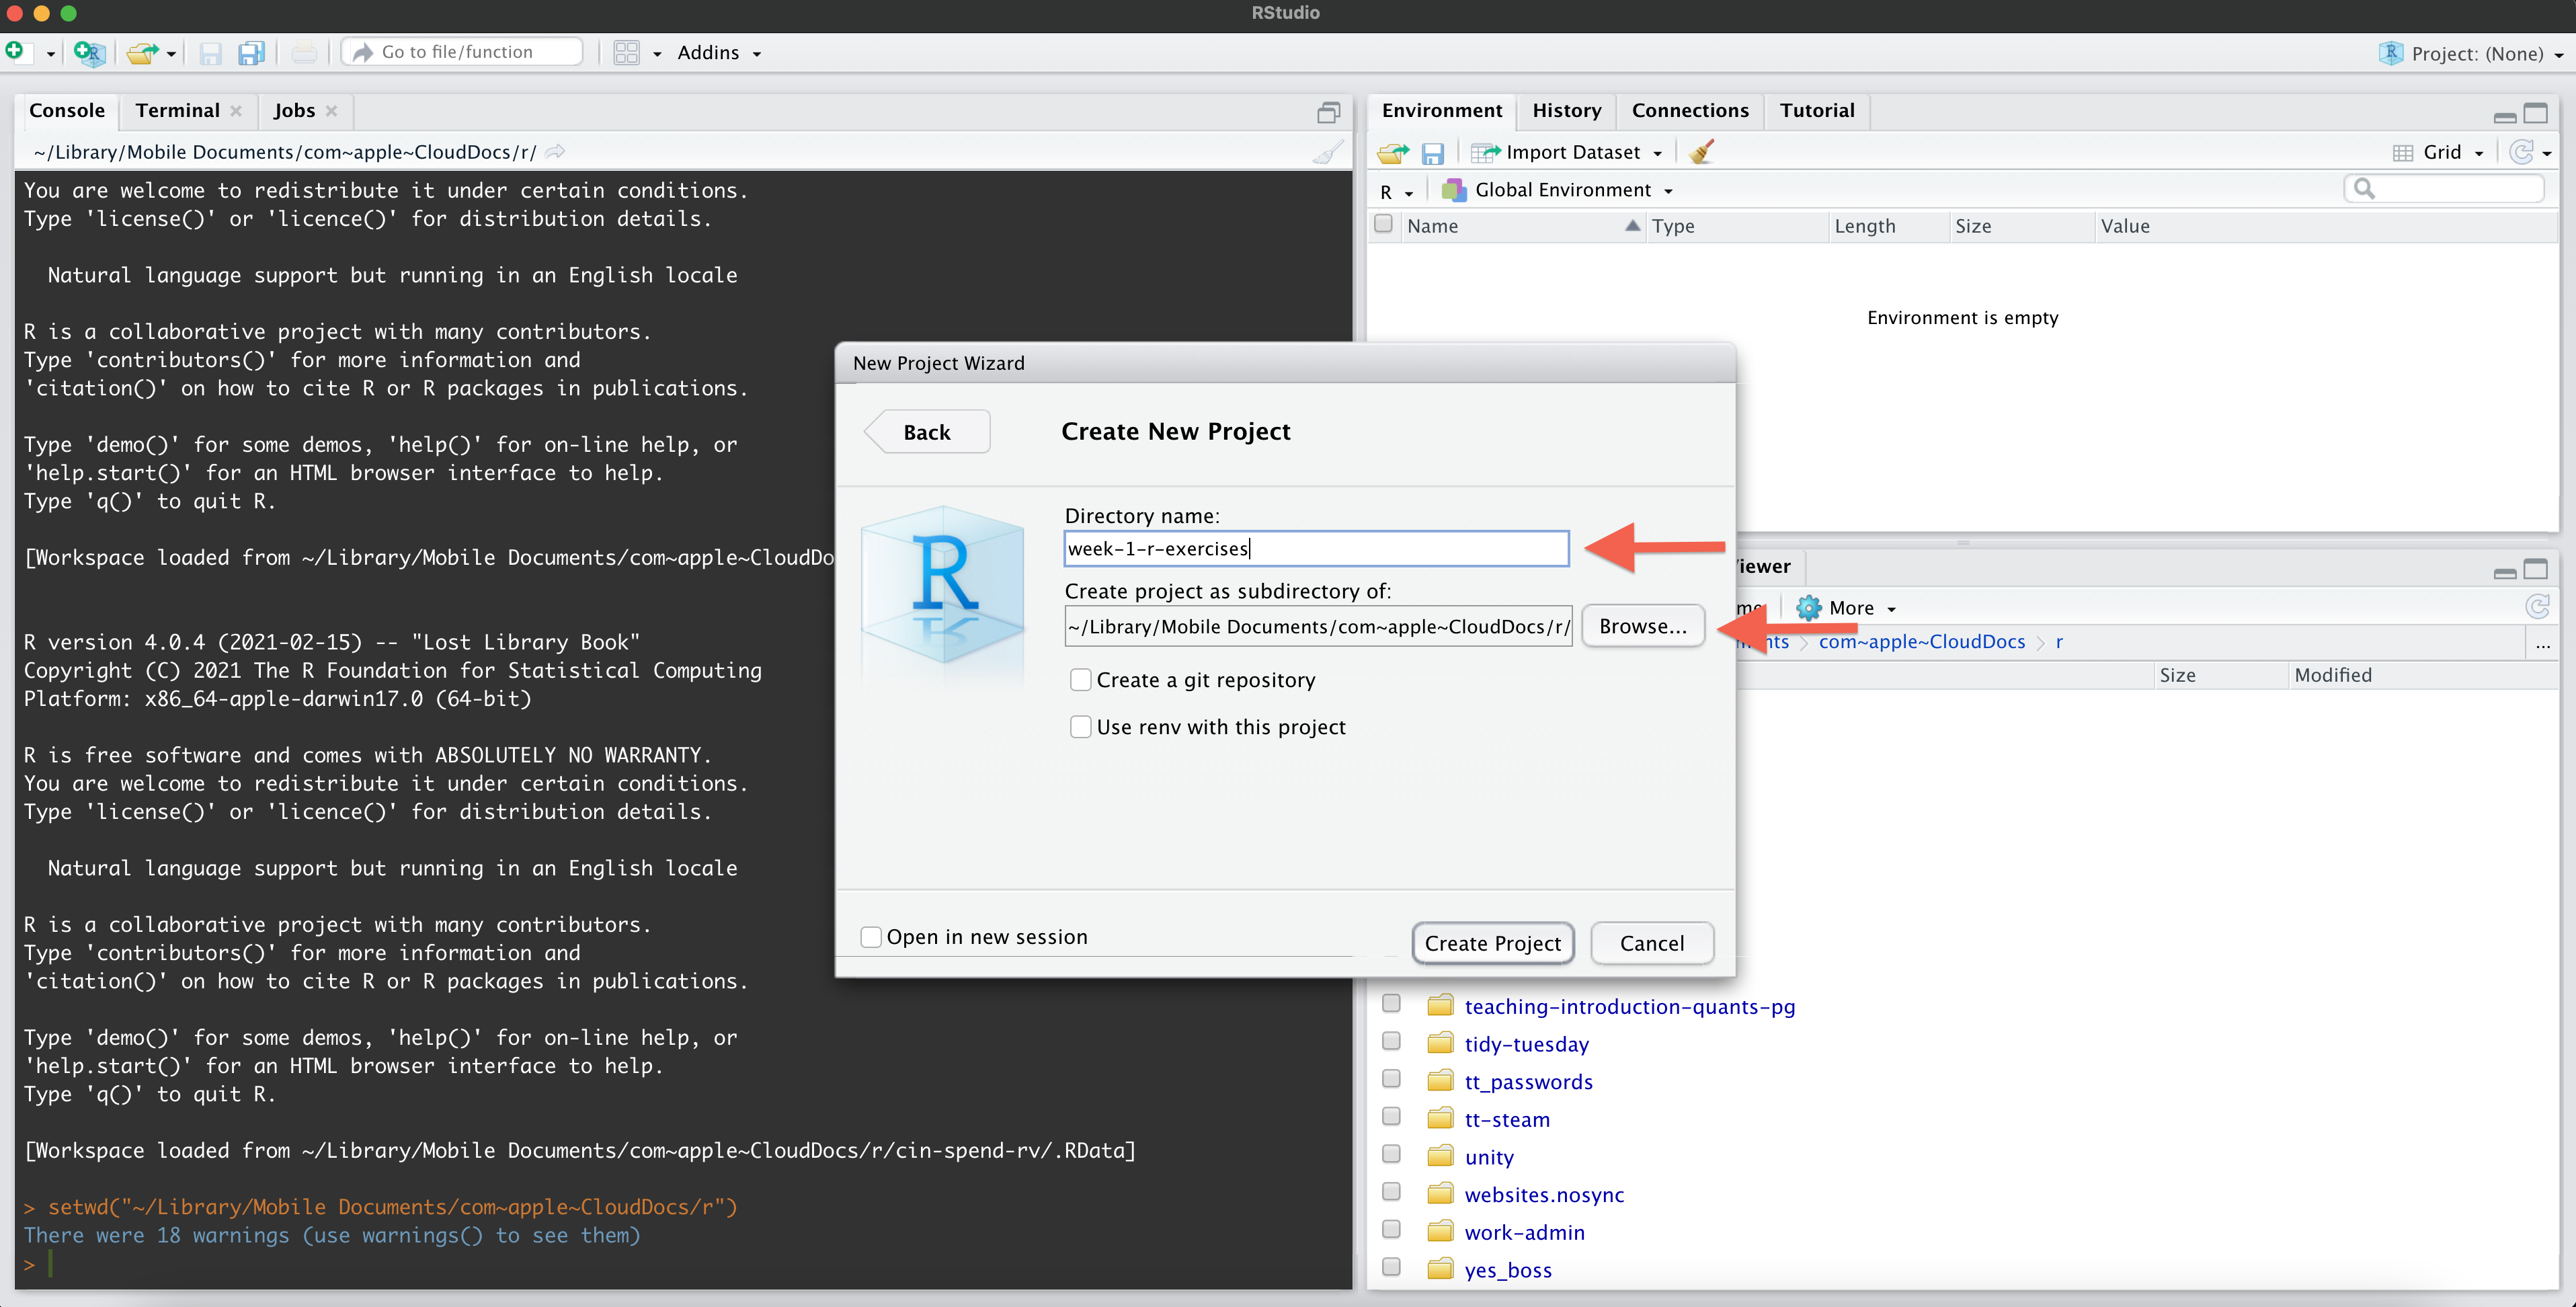 RStudio
Go to file/function
Addins
Project: (None)
Console
Terminal
Jobs
~/Library/Mobile Documents/com~apple~CloudDocs/r/
You are welcome to redistribute it under certain conditions.
Type 'license()' or 'licence()' for distribution details.
Natural language support but running in an English locale
R is a collaborative project with many contributors.
Type 'contributors()' for more information and
'citation()' on how to cite R or R packages in publications.
Type 'demo()' for some demos, 'help()' for on-line help, or
'help.start()' for an HTML browser interface to help.
Type 'q()' to quit R.
[Workspace loaded from ~/Library/Mobile Documents/com~apple~CloudDo
R version 4.0.4 (2021-02-15) -- "Lost Library Book"
Copyright (C) 2021 The R Foundation for Statistical Computing
Platform: x86_64-apple-darwin17.0 (64-bit)
R is free software and comes with ABSOLUTELY NO WARRANTY.
You are welcome to redistribute it under certain conditions.
Type 'license()' or 'licence()' for distribution details.
Natural language support but running in an English locale
R is a collaborative project with many contributors.
Type 'contributors()' for more information and
'citation()' on how to cite R or R packages in publications.
Type 'demo()' for some demos, 'help()' for on-line help, or
'help.start()' for an HTML browser interface to help.
Type 'q()' to quit R.
[Workspace loaded from ~/Library/Mobile Documents/com~apple~CloudDocs/r/cin-spend-rv/.RData]
> setwd("~/Library/Mobile Documents/com~apple~CloudDocs/r")
There were 18 warnings (use warnings() to see them)
>
New Project Wizard
Back
Create New Project
R
Directory name:
week-1-r-exercises
Create project as subdirectory of:
~/Library/Mobile Documents/com~apple~CloudDocs/r/
Browse...
Create a git repository
Use renv with this project
Open in new session
Create Project
Cancel
Environment
History
Connections
Tutorial
Import Dataset
Grid
R
Global Environment
Name
Type
Length
Size
Value
Environment is empty
iewer
me
More
ments
com~apple~CloudDocs
r
...
Size
Modified
teaching-introduction-quants-pg
tidy-tuesday
tt_passwords
tt-steam
unity
websites.nosync
work-admin
yes_boss